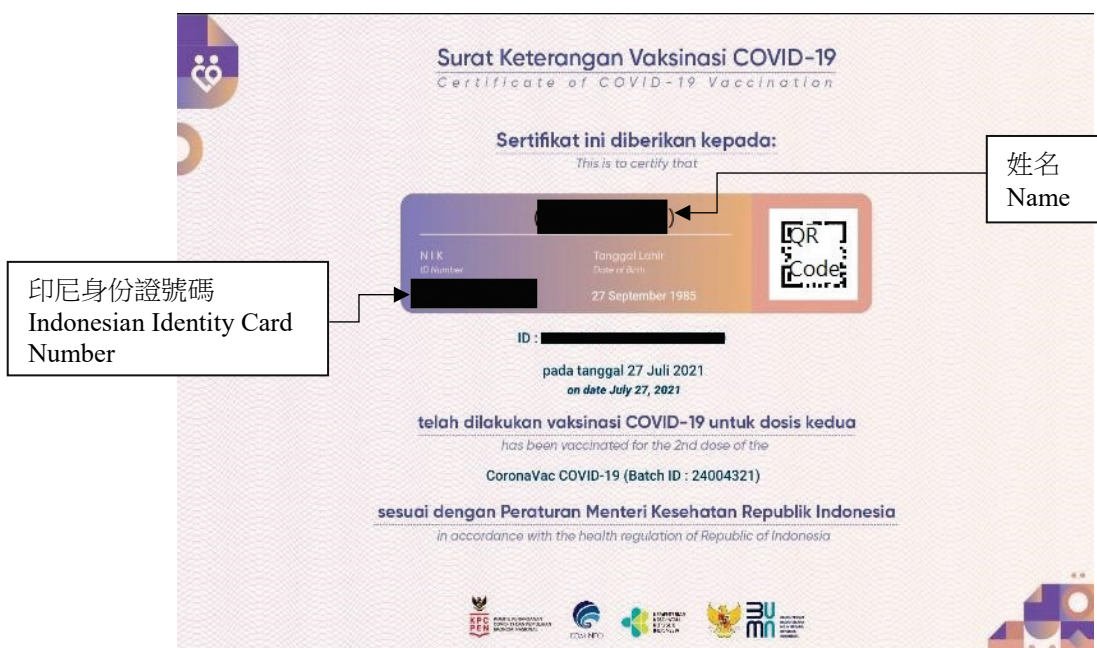 Surat Keterangan Vaksinasi COVID-19
Certificate of COVID-19 Vaccination
Sertifikat ini diberikan kepada:
This is to certify that
姓名
Name
(
)
QR
Code
NIK
ID Number
Tanggal Lahir
Date of Birth
27 September 1985
印尼身份證號碼
Indonesian Identity Card
Number
ID :
pada tanggal 27 Juli 2021
on date July 27, 2021
telah dilakukan vaksinasi COVID-19 untuk dosis kedua
has been vaccinated for the 2nd dose of the
CoronaVac COVID-19 (Batch ID : 24004321)
sesuai dengan Peraturan Menteri Kesehatan Republik Indonesia
in accordance with the health regulation of Republic of Indonesia
KPC
PEN
KOMINFO
BUMN